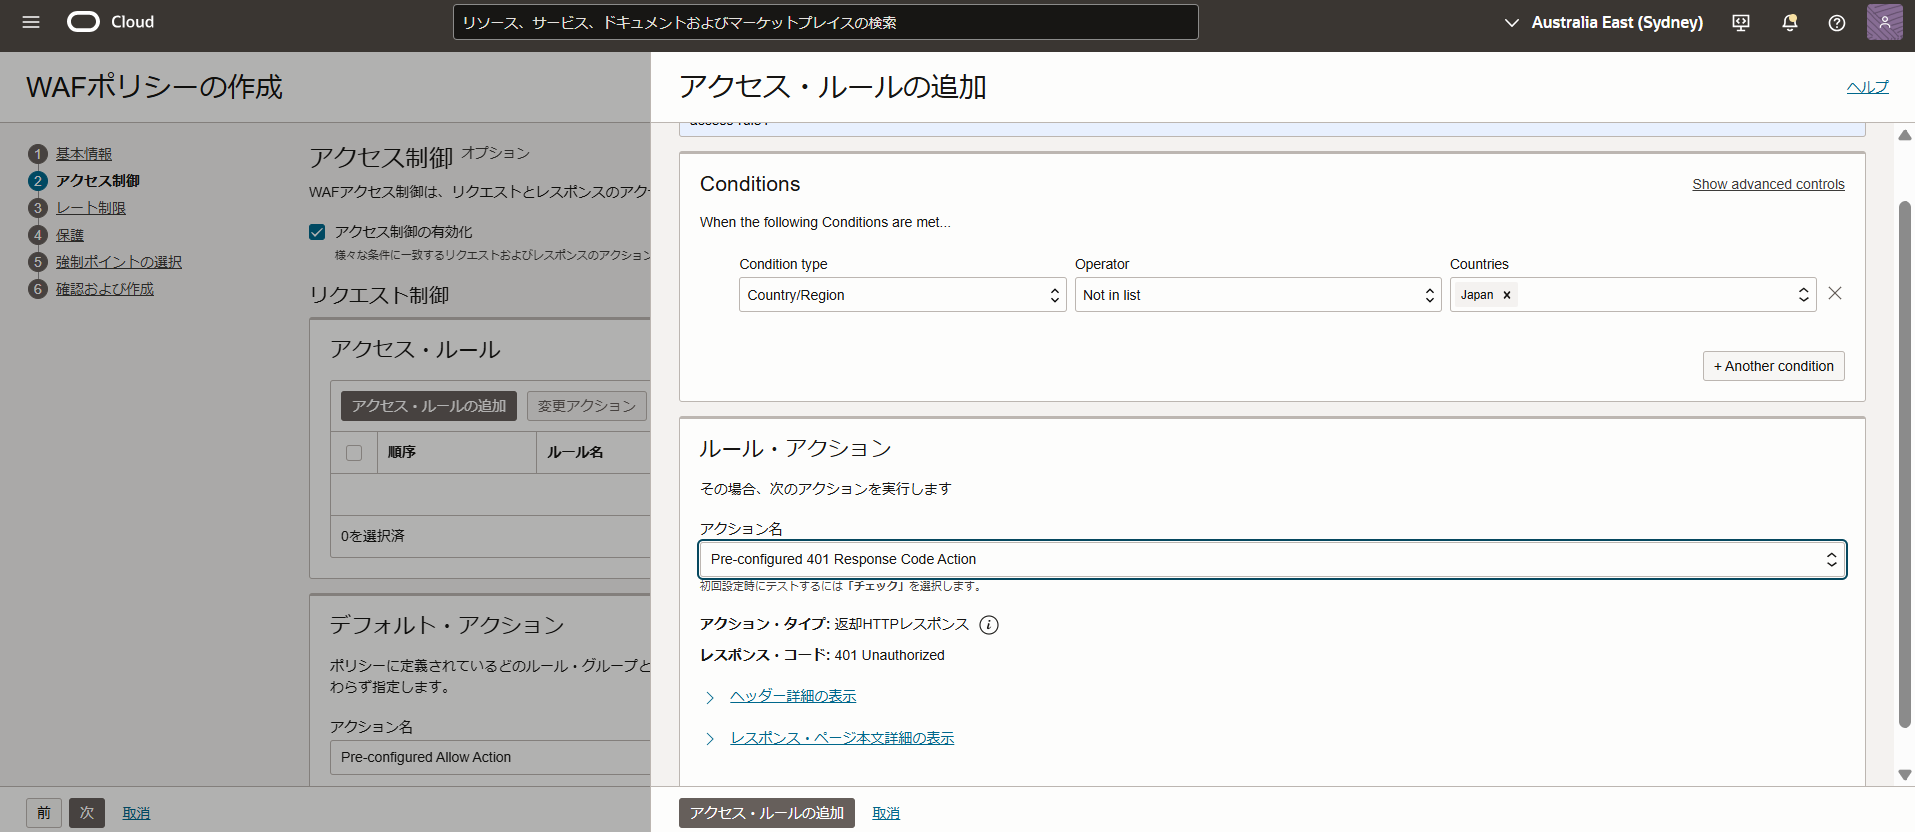 Cloud
リソース、サービス、ドキュメントおよびマーケットプレイスの検索
Australia East (Sydney)
WAFポリシーの作成
1 基本情報
2 アクセス制御
3 レート制限
4 保護
5 強制ポイントの選択
6 確認および作成
アクセス制御 オプション
WAFアクセス制御は、リクエストとレスポンスのアク
アクセス制御の有効化
様々な条件に一致するリクエストおよびレスポンスのアクション
リクエスト制御
アクセス・ルール
アクセス・ルールの追加 変更アクション
順序 ルール名
0を選択済
デフォルト・アクション
ポリシーに定義されているどのルール・グループと
わらず指定します。
アクション名
Pre-configured Allow Action
前 次 取消
アクセス・ルールの追加
ヘルプ
Conditions
Show advanced controls
When the following Conditions are met...
Condition type Operator Countries
Country/Region Not in list Japan
+ Another condition
ルール・アクション
その場合、次のアクションを実行します
アクション名
Pre-configured 401 Response Code Action
初回設定時にテストするには「チェック」を選択します。
アクション・タイプ: 返却HTTPレスポンス
レスポンス・コード: 401 Unauthorized
ヘッダー詳細の表示
レスポンス・ページ本文詳細の表示
アクセス・ルールの追加 取消